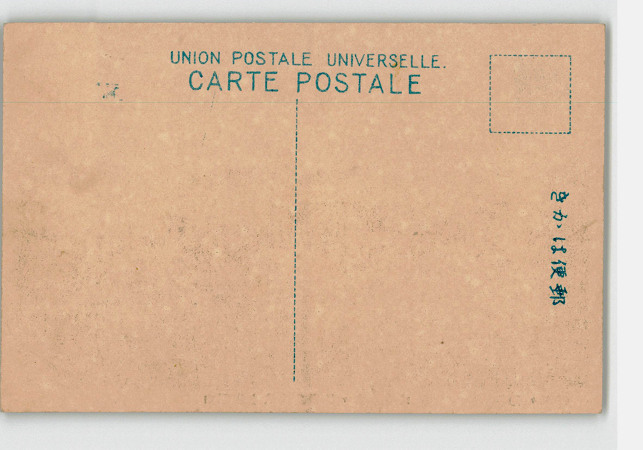 UNION POSTALE UNIVERSELLE.
CARTE POSTALE
きかは便郵